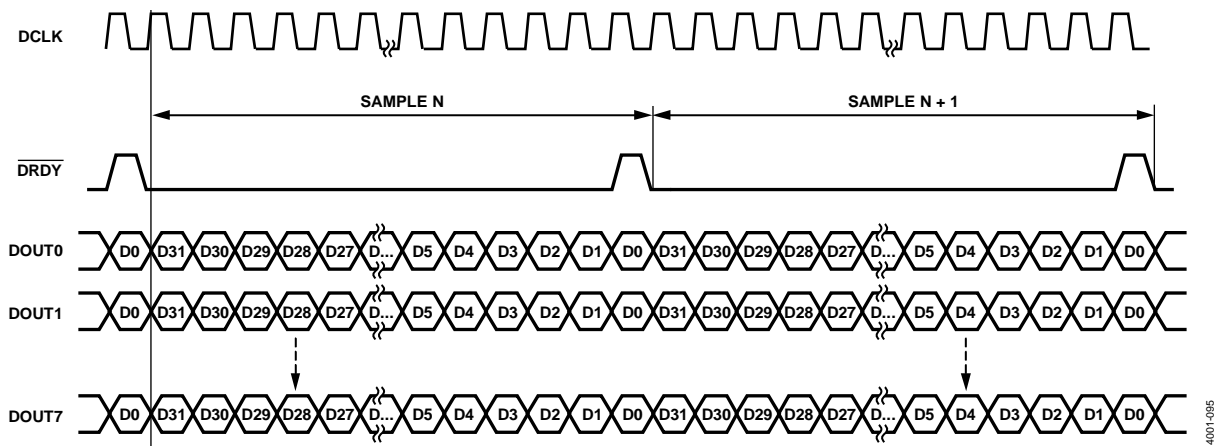 DCLK
SAMPLE N SAMPLE N + 1
DRDY
DOUT0 D0 D31 D30 D29 D28 D27 D... D5 D4 D3 D2 D1 D0 D31 D30 D29 D28 D27 D... D5 D4 D3 D2 D1 D0
DOUT1 D0 D31 D30 D29 D28 D27 D... D5 D4 D3 D2 D1 D0 D31 D30 D29 D28 D27 D... D5 D4 D3 D2 D1 D0
DOUT7 D0 D31 D30 D29 D28 D27 D... D5 D4 D3 D2 D1 D0 D31 D30 D29 D28 D27 D... D5 D4 D3 D2 D1 D0
4001-095